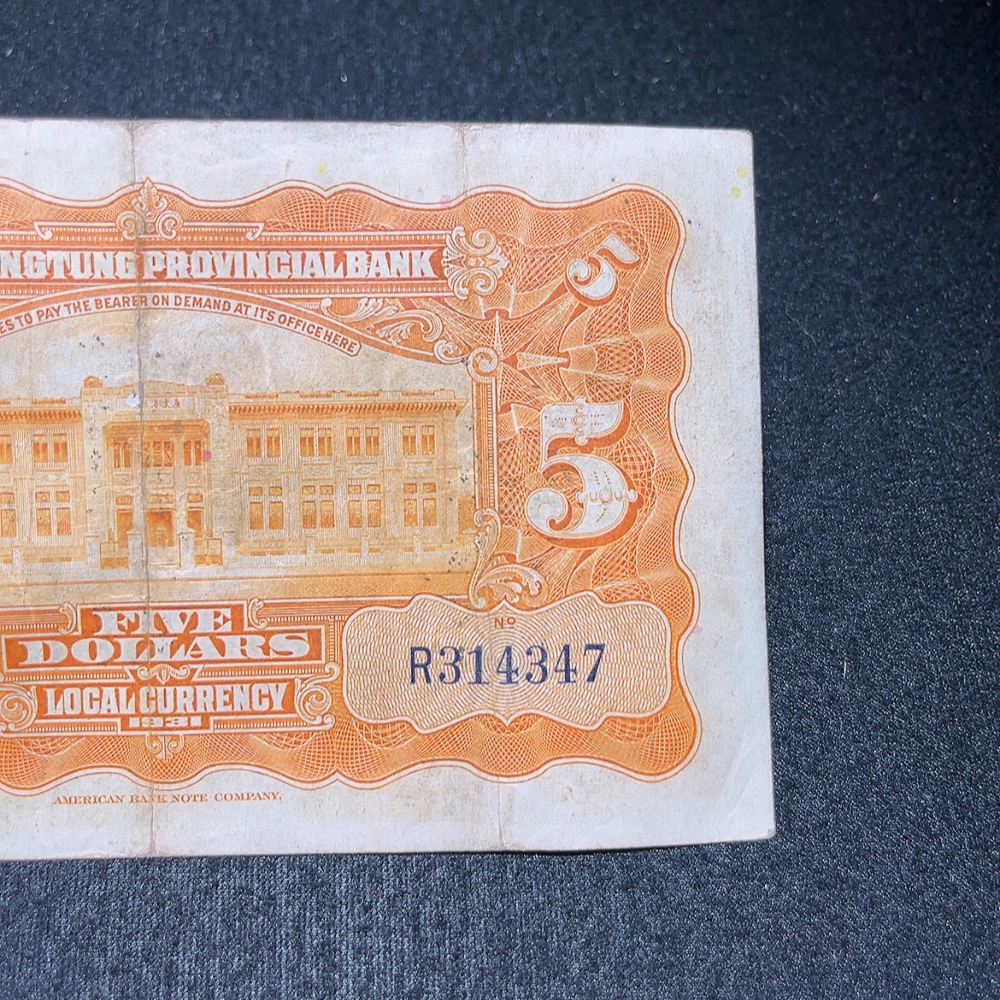 NGTUNG PROVINCIAL BANK
ES TO PAY THE BEARER ON DEMAND AT ITS OFFICE HERE
5
5
FIVE
DOLLARS
LOCAL CURRENCY
1931
Nº
R314347
AMERICAN BANK NOTE COMPANY.